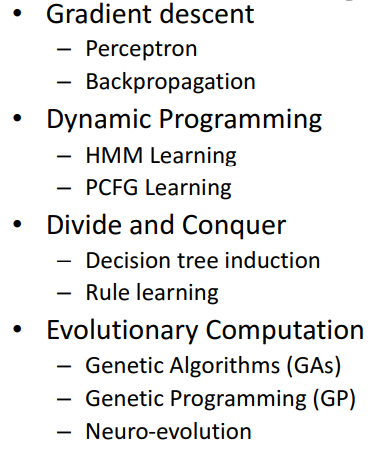 • Gradient descent
– Perceptron
– Backpropagation
• Dynamic Programming
– HMM Learning
– PCFG Learning
• Divide and Conquer
– Decision tree induction
– Rule learning
• Evolutionary Computation
– Genetic Algorithms (GAs)
– Genetic Programming (GP)
– Neuro-evolution